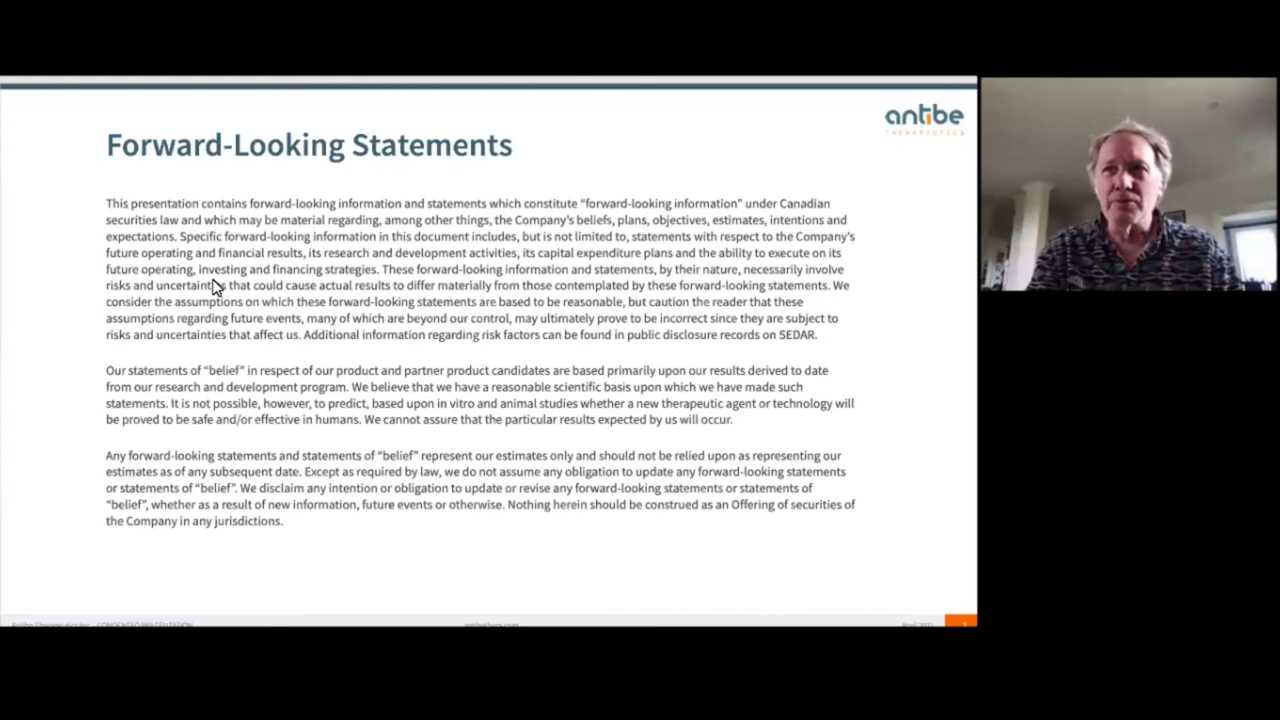 antibe
THERAPEUTICS
Forward-Looking Statements
This presentation contains forward-looking information and statements which constitute “forward-looking information” under Canadian
securities law and which may be material regarding, among other things, the Company’s beliefs, plans, objectives, estimates, intentions and
expectations. Specific forward-looking information in this document includes, but is not limited to, statements with respect to the Company’s
future operating and financial results, its research and development activities, its capital expenditure plans and the ability to execute on its
future operating, investing and financing strategies. These forward-looking information and statements, by their nature, necessarily involve
risks and uncertainties that could cause actual results to differ materially from those contemplated by these forward-looking statements. We
consider the assumptions on which these forward-looking statements are based to be reasonable, but caution the reader that these
assumptions regarding future events, many of which are beyond our control, may ultimately prove to be incorrect since they are subject to
risks and uncertainties that affect us. Additional information regarding risk factors can be found in public disclosure records on SEDAR.
Our statements of “belief” in respect of our product and partner product candidates are based primarily upon our results derived to date
from our research and development program. We believe that we have a reasonable scientific basis upon which we have made such
statements. It is not possible, however, to predict, based upon in vitro and animal studies whether a new therapeutic agent or technology will
be proved to be safe and/or effective in humans. We cannot assure that the particular results expected by us will occur.
Any forward-looking statements and statements of “belief” represent our estimates only and should not be relied upon as representing our
estimates as of any subsequent date. Except as required by law, we do not assume any obligation to update any forward-looking statements
or statements of “belief”. We disclaim any intention or obligation to update or revise any forward-looking statements or statements of
“belief”, whether as a result of new information, future events or otherwise. Nothing herein should be construed as an Offering of securities of
the Company in any jurisdictions.
Antibe Therapeutics Inc. - CONDENSED PRESENTATION